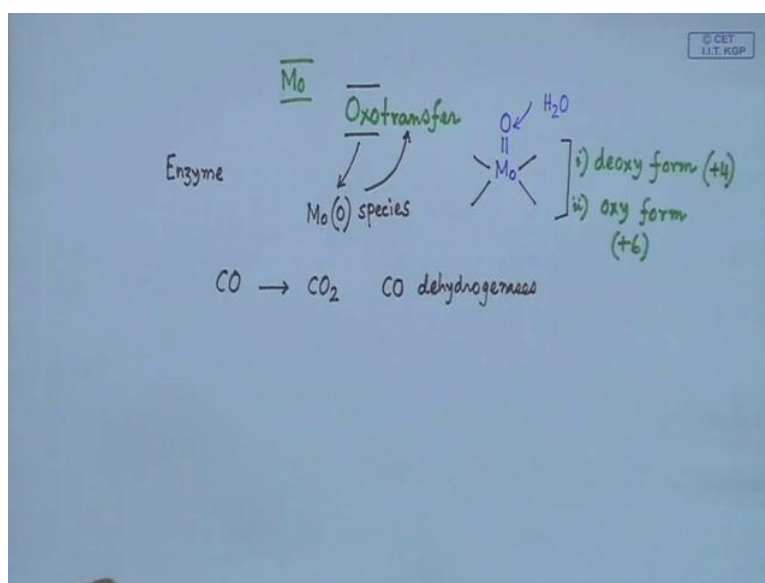 © CET
I.I.T. KGP
Mo
Oxotransfer
H2O
O
Mo
i) deoxy form (+4)
ii) oxy form
(+6)
Enzyme
Mo(O) species
CO → CO2 CO dehydrogenases